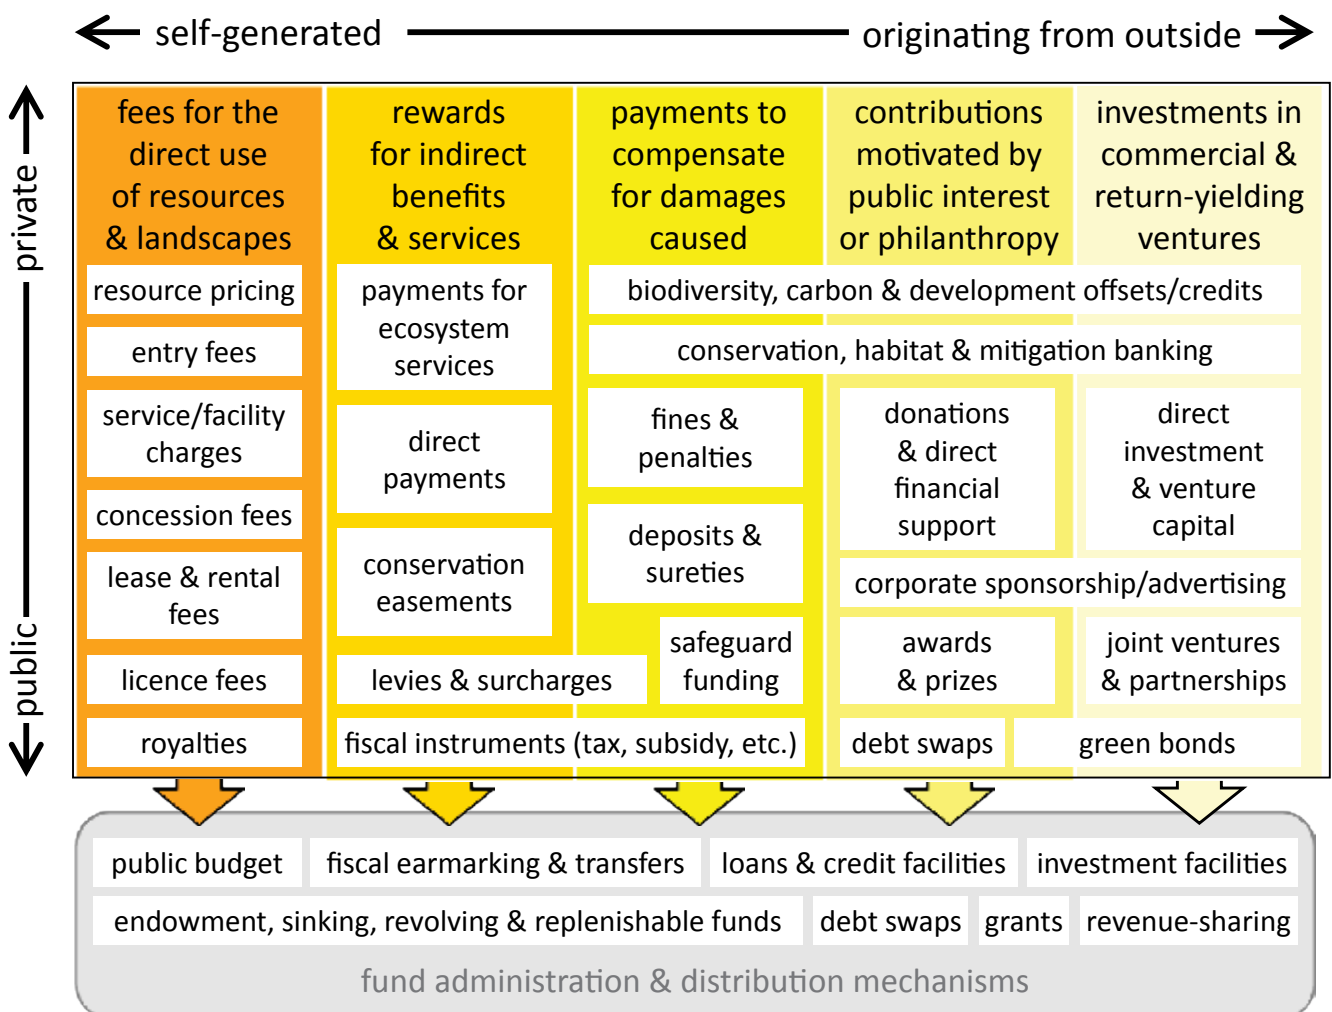 self-generated
originating from outside
private
public
fees for the
direct use
of resources
& landscapes
rewards
for indirect
benefits
& services
payments to
compensate
for damages
caused
contributions
motivated by
public interest
or philanthropy
investments in
commercial &
return-yielding
ventures
resource pricing
entry fees
service/facility
charges
concession fees
lease & rental
fees
licence fees
royalties
payments for
ecosystem
services
direct
payments
conservation
easements
levies & surcharges
fiscal instruments (tax, subsidy, etc.)
biodiversity, carbon & development offsets/credits
conservation, habitat & mitigation banking
fines &
penalties
deposits &
sureties
safeguard
funding
donations
& direct
financial
support
direct
investment
& venture
capital
corporate sponsorship/advertising
awards
& prizes
joint ventures
& partnerships
debt swaps
green bonds
public budget
fiscal earmarking & transfers
loans & credit facilities
investment facilities
endowment, sinking, revolving & replenishable funds
debt swaps
grants
revenue-sharing
fund administration & distribution mechanisms